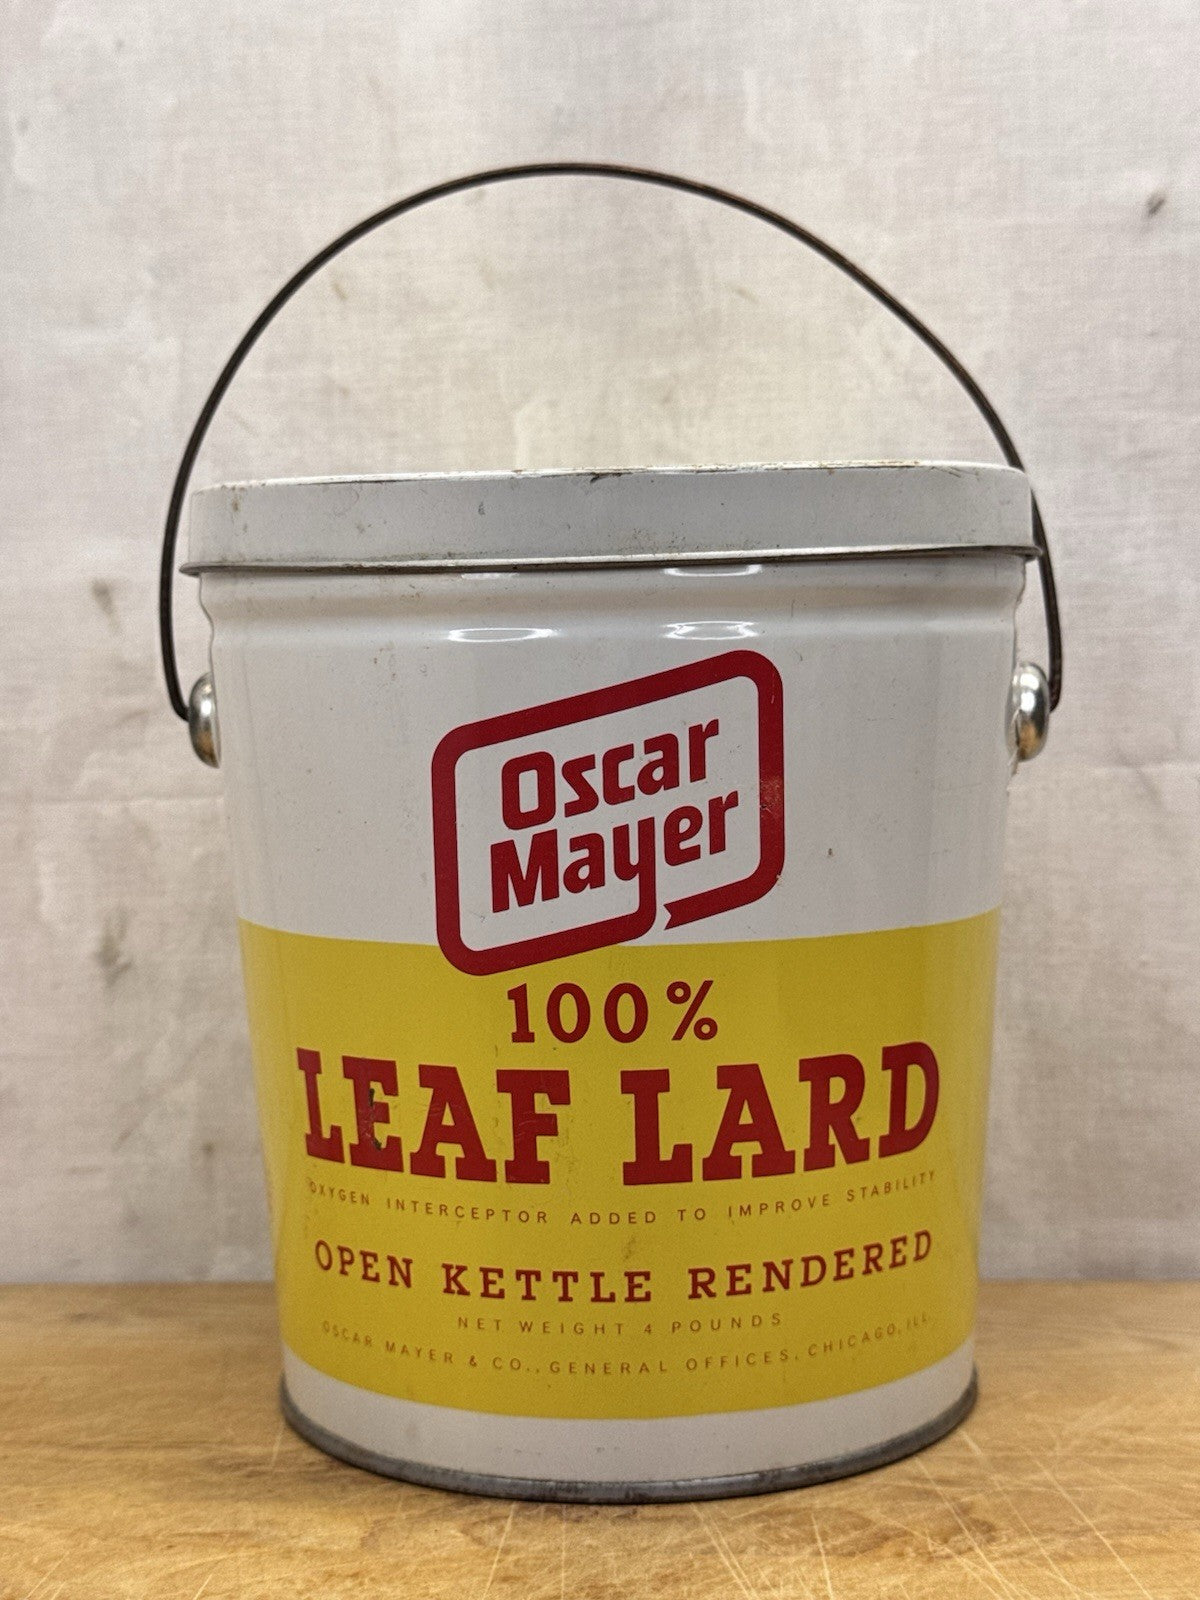 Oscar
Mayer
100%
LEAF LARD
OXYGEN INTERCEPTOR ADDED TO IMPROVE STABILITY
OPEN KETTLE RENDERED
NET WEIGHT 4 POUNDS
OSCAR MAYER & CO., GENERAL OFFICES, CHICAGO, ILL.